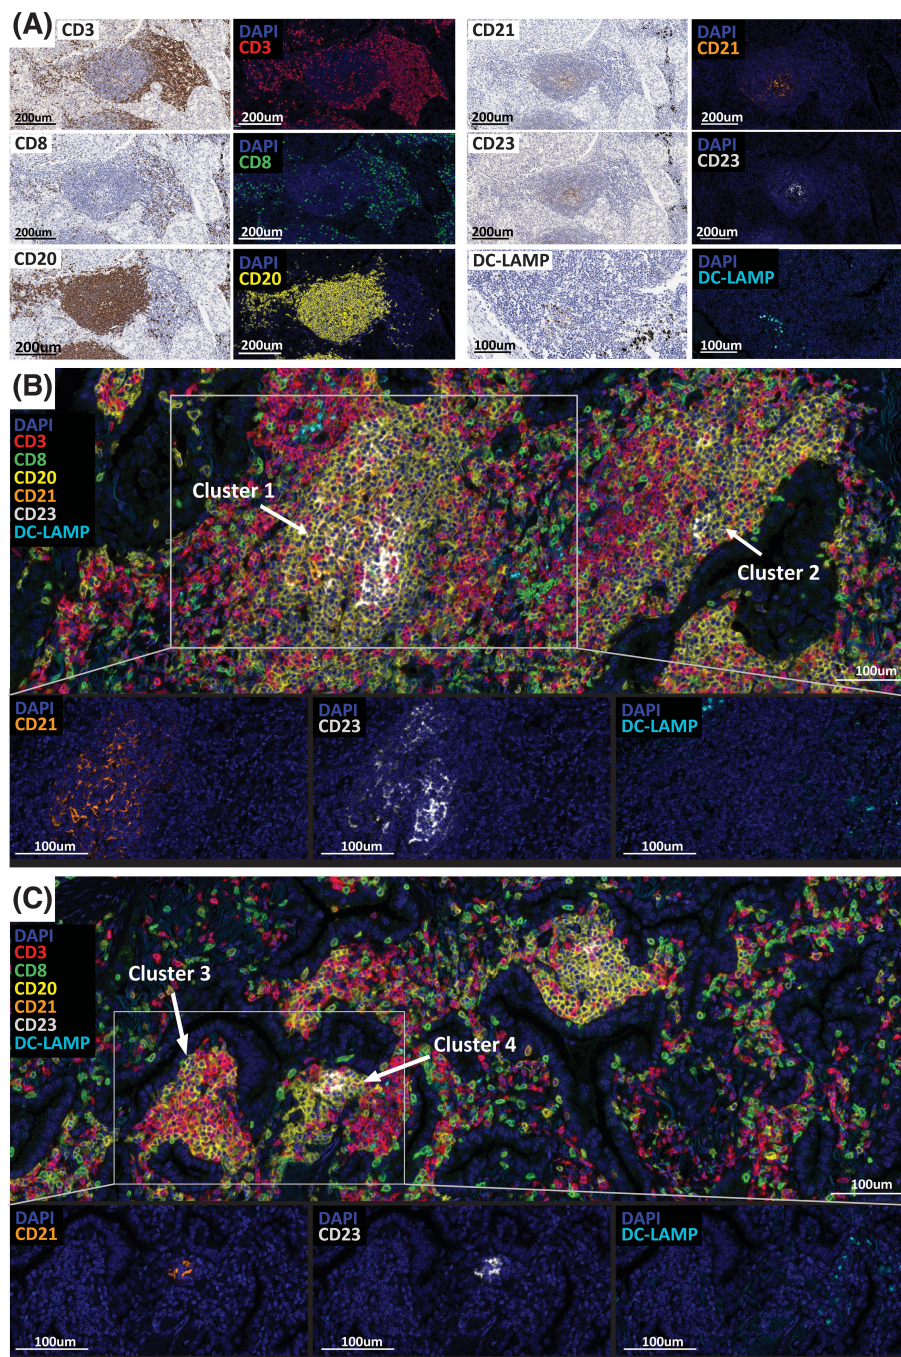 (A)
CD3
200um
DAPI
CD3
200um
CD21
200um
DAPI
CD21
200um
CD8
200um
DAPI
CD8
200um
CD23
200um
DAPI
CD23
200um
CD20
200um
DAPI
CD20
200um
DC-LAMP
100um
DAPI
DC-LAMP
100um
(B)
DAPI
CD3
CD8
CD20
CD21
CD23
DC-LAMP
Cluster 1
Cluster 2
100um
DAPI
CD21
100um
DAPI
CD23
100um
DAPI
DC-LAMP
100um
(C)
DAPI
CD3
CD8
CD20
CD21
CD23
DC-LAMP
Cluster 3
Cluster 4
100um
DAPI
CD21
100um
DAPI
CD23
100um
DAPI
DC-LAMP
100um